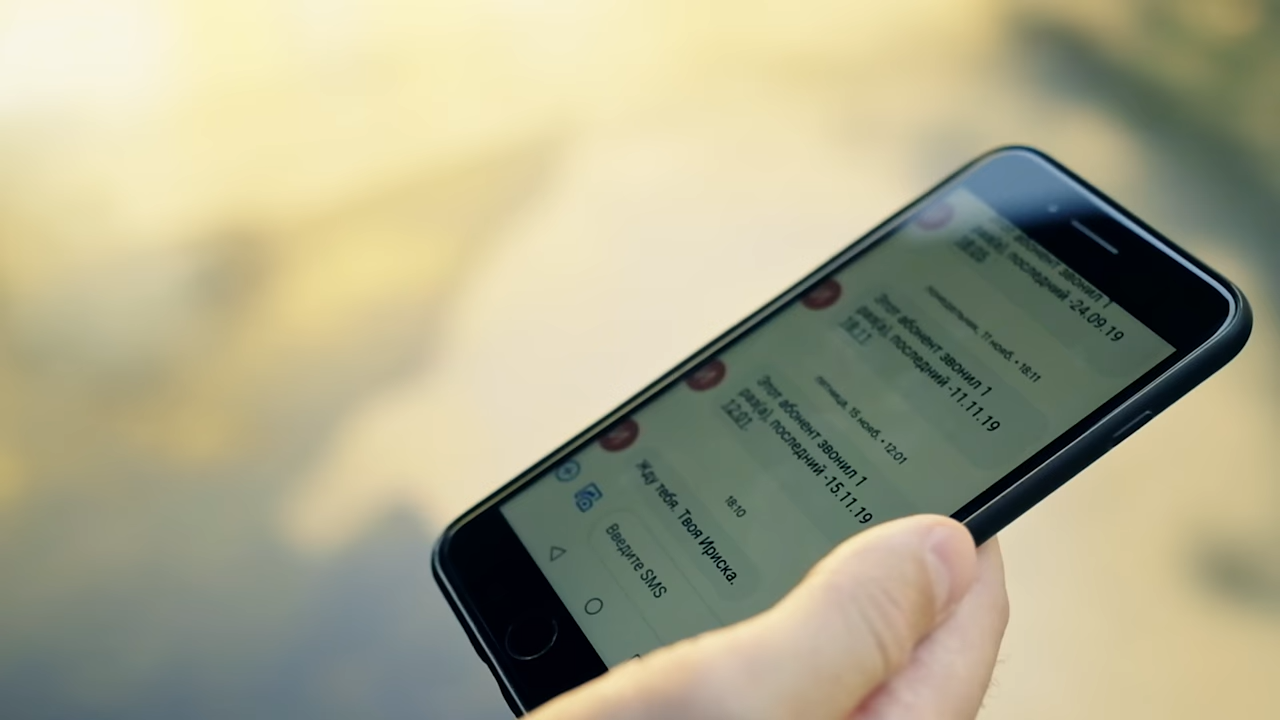 абонент звонил 1
последний -24.09.19
18:05
понедельник, 11 нояб. • 18:11
Этот абонент звонил 1
раз(а), последний -11.11.19
18:11
пятница, 15 нояб. • 12:01
Этот абонент звонил 1
раз(а), последний -15.11.19
12:01
18:10
Жду тебя. Твоя Ириска.
Введите SMS